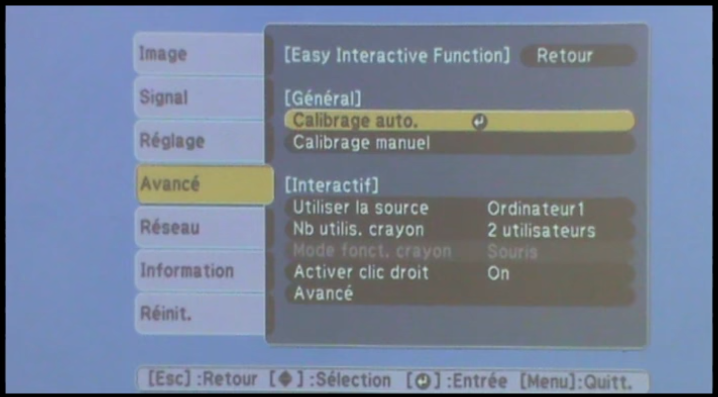 Image
Signal
Réglage
Avancé
Réseau
Information
Réinit.
[Easy Interactive Function] Retour
[Général]
Calibrage auto.
Calibrage manuel
[Interactif]
Utiliser la source Ordinateur1
Nb utilis. crayon 2 utilisateurs
Mode fonct. crayon Souris
Activer clic droit On
Avancé
[Esc] :Retour [◆] :Sélection [↵] :Entrée [Menu]:Quitt.